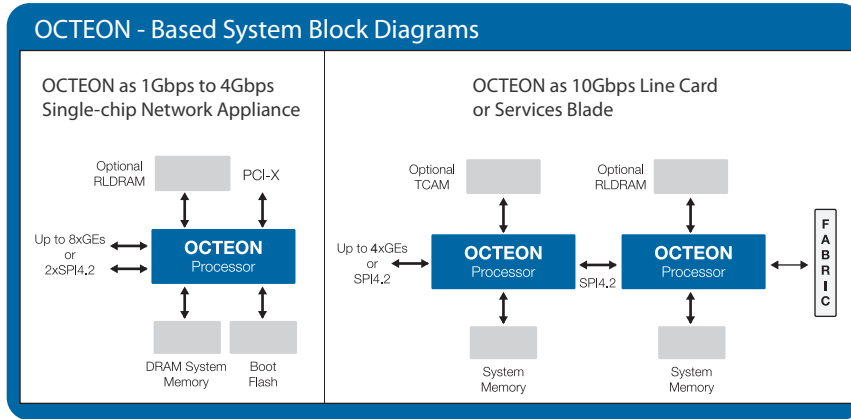 OCTEON - Based System Block Diagrams
OCTEON as 1Gbps to 4Gbps
Single-chip Network Appliance
Optional
RLDRAM
PCI-X
Up to 8xGEs
or
2xSPI4.2
OCTEON
Processor
DRAM System
Memory
Boot
Flash
OCTEON as 10Gbps Line Card
or Services Blade
Optional
TCAM
Optional
RLDRAM
Up to 4xGEs
or
SPI4.2
OCTEON
Processor
SPI4.2
OCTEON
Processor
FABRIC
System
Memory
System
Memory